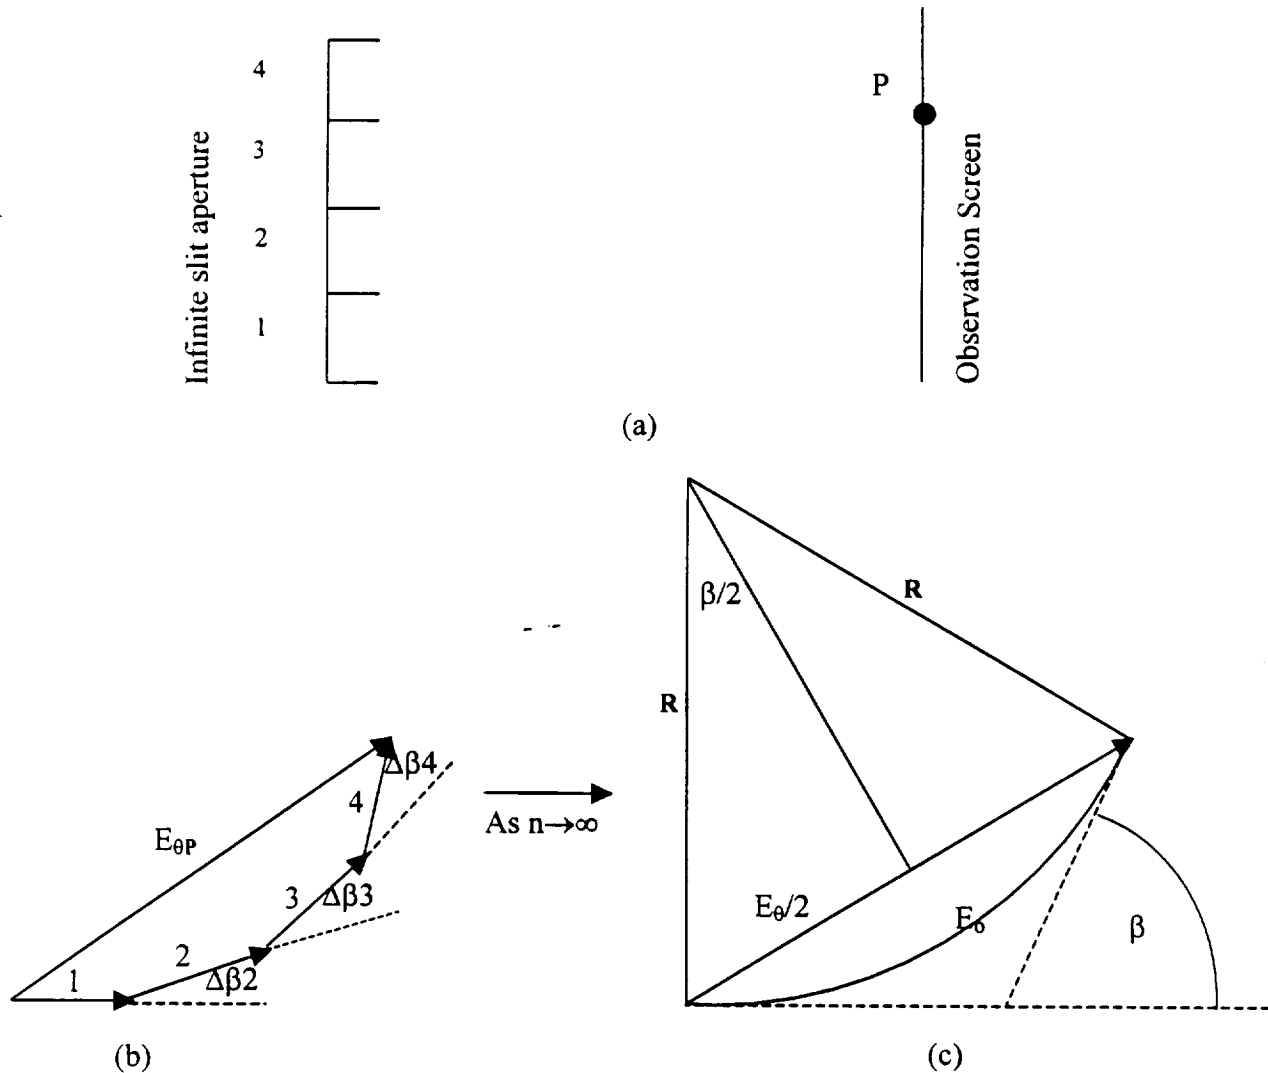 4
3
2
1
Infinite slit aperture
P
Observation Screen
(a)
β/2
R
R
Δβ4
4
As n→∞
EθP
3
Δβ3
Eθ/2
Eo
β
2
Δβ2
1
(b)
(c)